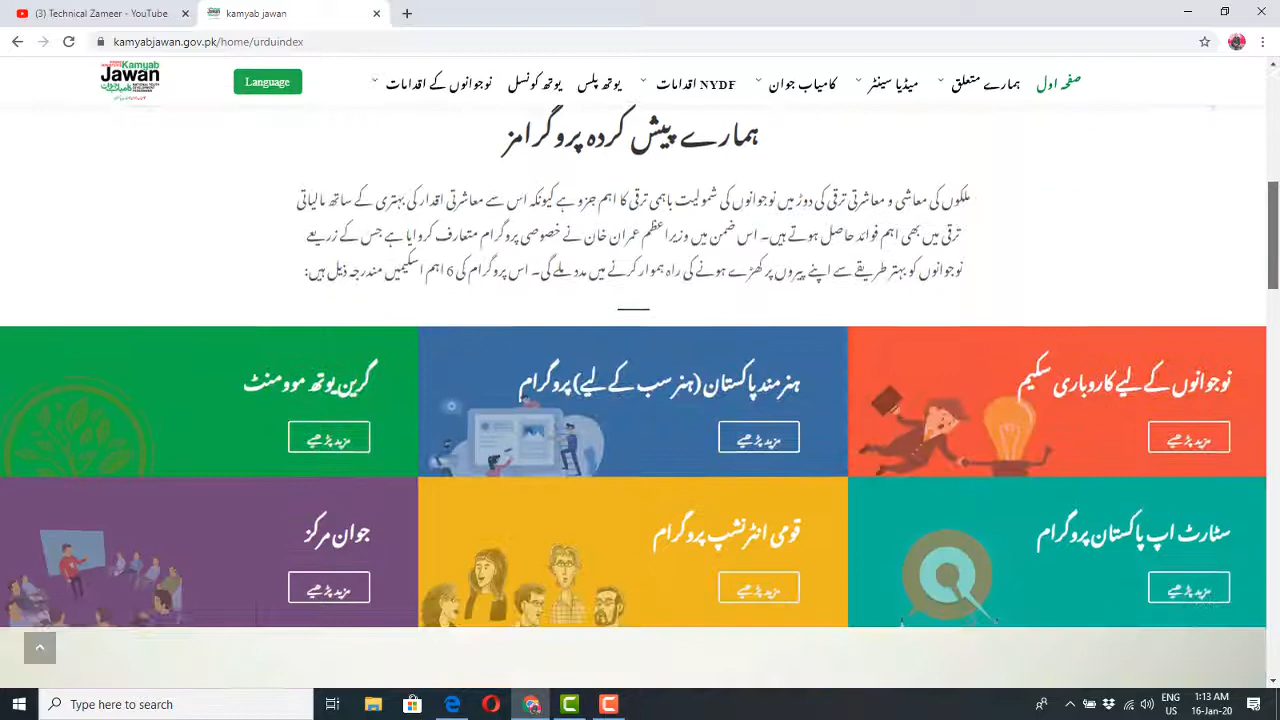 (3) Technical Zameer - YouTube
kamyab jawan
kamyabjawan.gov.pk/home/urduindex
Kamyab
Jawan
Language
صفحہ اول
ہمارے متعلق
میڈیا سینٹر
کامیاب جوان
NYDF اقدامات
یوتھ پلس
یوتھ کونسل
نوجوانوں کے اقدامات
ہمارے پیش کردہ پروگرامز
ملکوں کی معاشی و معاشرتی ترقی کی دوڑ میں نوجوانوں کی شمولیت باہمی ترقی کا اہم جزو ہے کیونکہ اس سے معاشرتی اقدار کی بہتری کے ساتھ مالیاتی
ترقی میں بھی اہم فوائد حاصل ہوتے ہیں۔ اس ضمن میں وزیراعظم عمران خان نے خصوصی پروگرام متعارف کروایا ہے جس کے زریعے
نوجوانوں کو بہتر طریقے سے اپنے پیروں پر کھڑے ہونے کی راہ ہموار کرنے میں مدد ملے گی۔ اس پروگرام کی 6 اہم اسکیمیں مندرجہ ذیل ہیں:
نوجوانوں کے لیے کاروباری سکیم
مزید پڑھیے
ہنرمند پاکستان (ہنر سب کے لیے) پروگرام
مزید پڑھیے
گرین یوتھ موومنٹ
مزید پڑھیے
سٹارٹ اپ پاکستان پروگرام
مزید پڑھیے
قومی انٹرنشپ پروگرام
مزید پڑھیے
جوان مرکز
مزید پڑھیے
Type here to search
ENG
US
1:13 AM
16-Jan-20